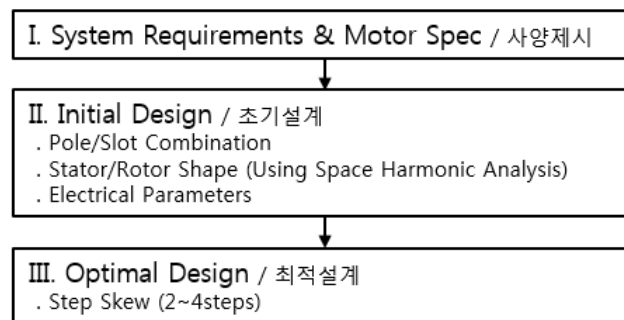 I. System Requirements & Motor Spec / 사양제시
II. Initial Design / 초기설계
. Pole/Slot Combination
. Stator/Rotor Shape (Using Space Harmonic Analysis)
. Electrical Parameters
III. Optimal Design / 최적설계
. Step Skew (2~4steps)